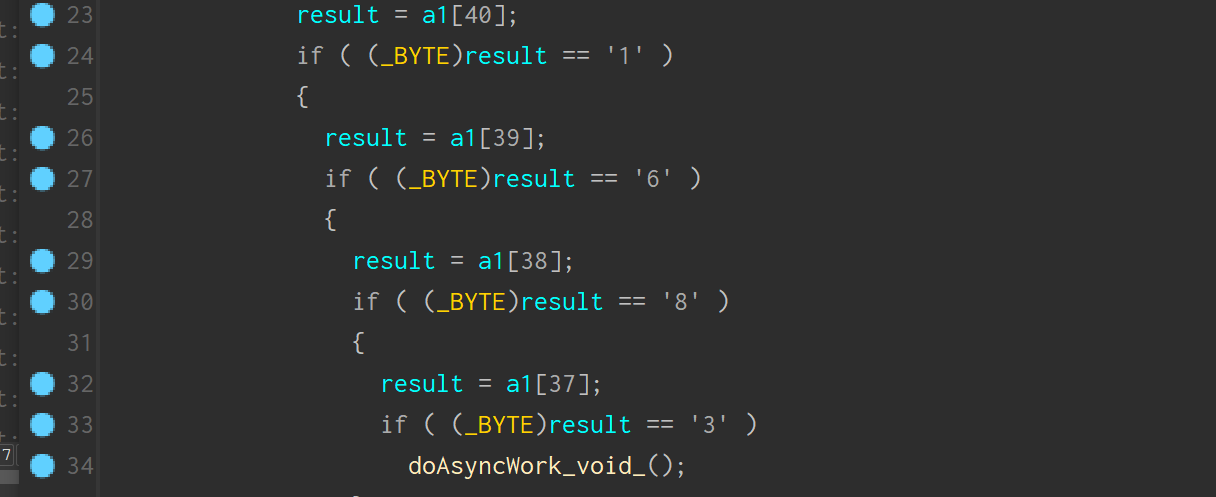 23 result = a1[40];
24 if ( (_BYTE)result == '1' )
25 {
26 result = a1[39];
27 if ( (_BYTE)result == '6' )
28 {
29 result = a1[38];
30 if ( (_BYTE)result == '8' )
31 {
32 result = a1[37];
33 if ( (_BYTE)result == '3' )
7 34 doAsyncWork_void_();